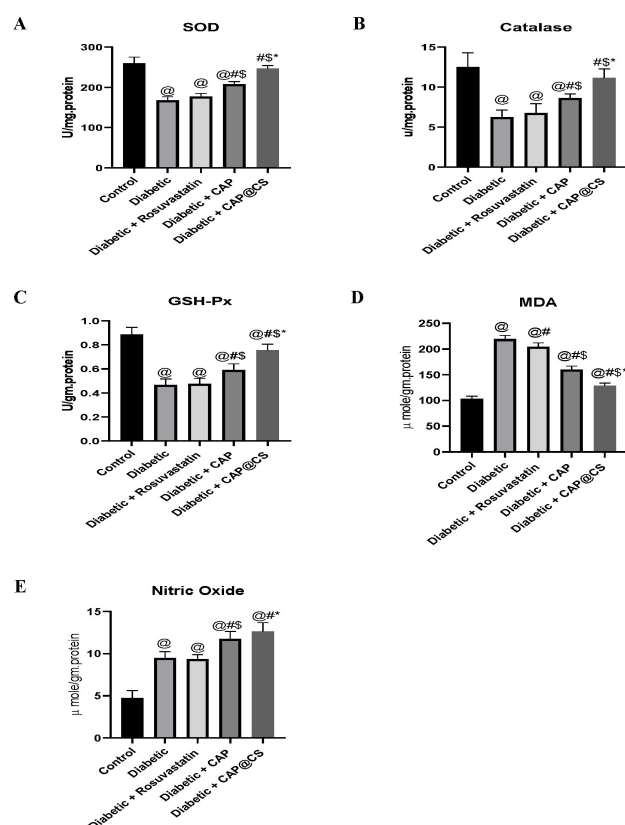 A
SOD
U/mg.protein
300
200
100
0
@
@
@#$
#$*
Control
Diabetic
Diabetic + Rosuvastatin
Diabetic + CAP
Diabetic + CAP@CS
B
Catalase
u/mg.protein
15
10
5
0
@
@
@#$
#$*
Control
Diabetic
Diabetic + Rosuvastatin
Diabetic + CAP
Diabetic + CAP@CS
C
GSH-Px
U/gm.protein
1.0
0.8
0.6
0.4
0.2
0.0
@
@
@#$
@#$*
Control
Diabetic
Diabetic + Rosuvastatin
Diabetic + CAP
Diabetic + CAP@CS
D
MDA
μ mole/gm.protein
250
200
150
100
50
0
@
@#
@#$
@#$*
Control
Diabetic
Diabetic + Rosuvastatin
Diabetic + CAP
Diabetic + CAP@CS
E
Nitric Oxide
μ mole/gm.protein
15
10
5
0
@
@
@#$
@#*
Control
Diabetic
Diabetic + Rosuvastatin
Diabetic + CAP
Diabetic + CAP@CS